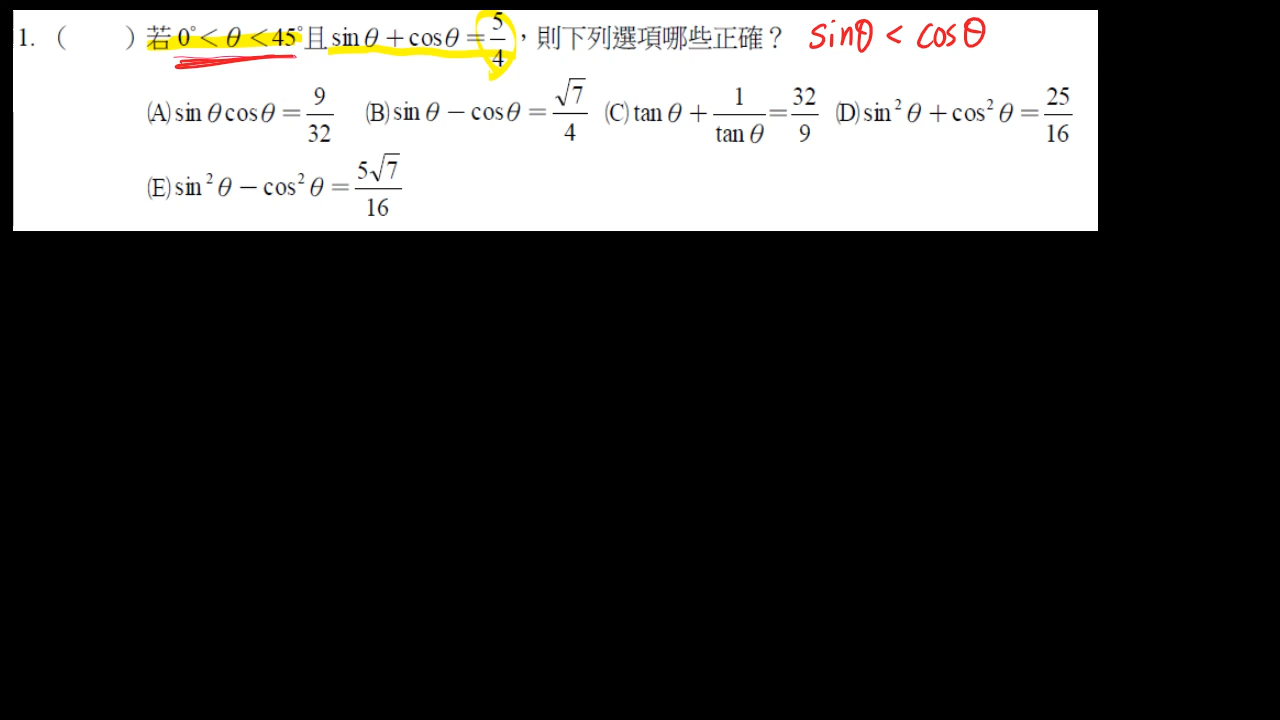 1. (　　) 若 0°<θ<45° 且 sinθ+cosθ=5/4，則下列選項哪些正確？ sinθ < cosθ
(A) sinθcosθ=9/32 (B) sinθ−cosθ=√7/4 (C) tanθ+1/tanθ=32/9 (D) sin²θ+cos²θ=25/16
(E) sin²θ−cos²θ=5√7/16